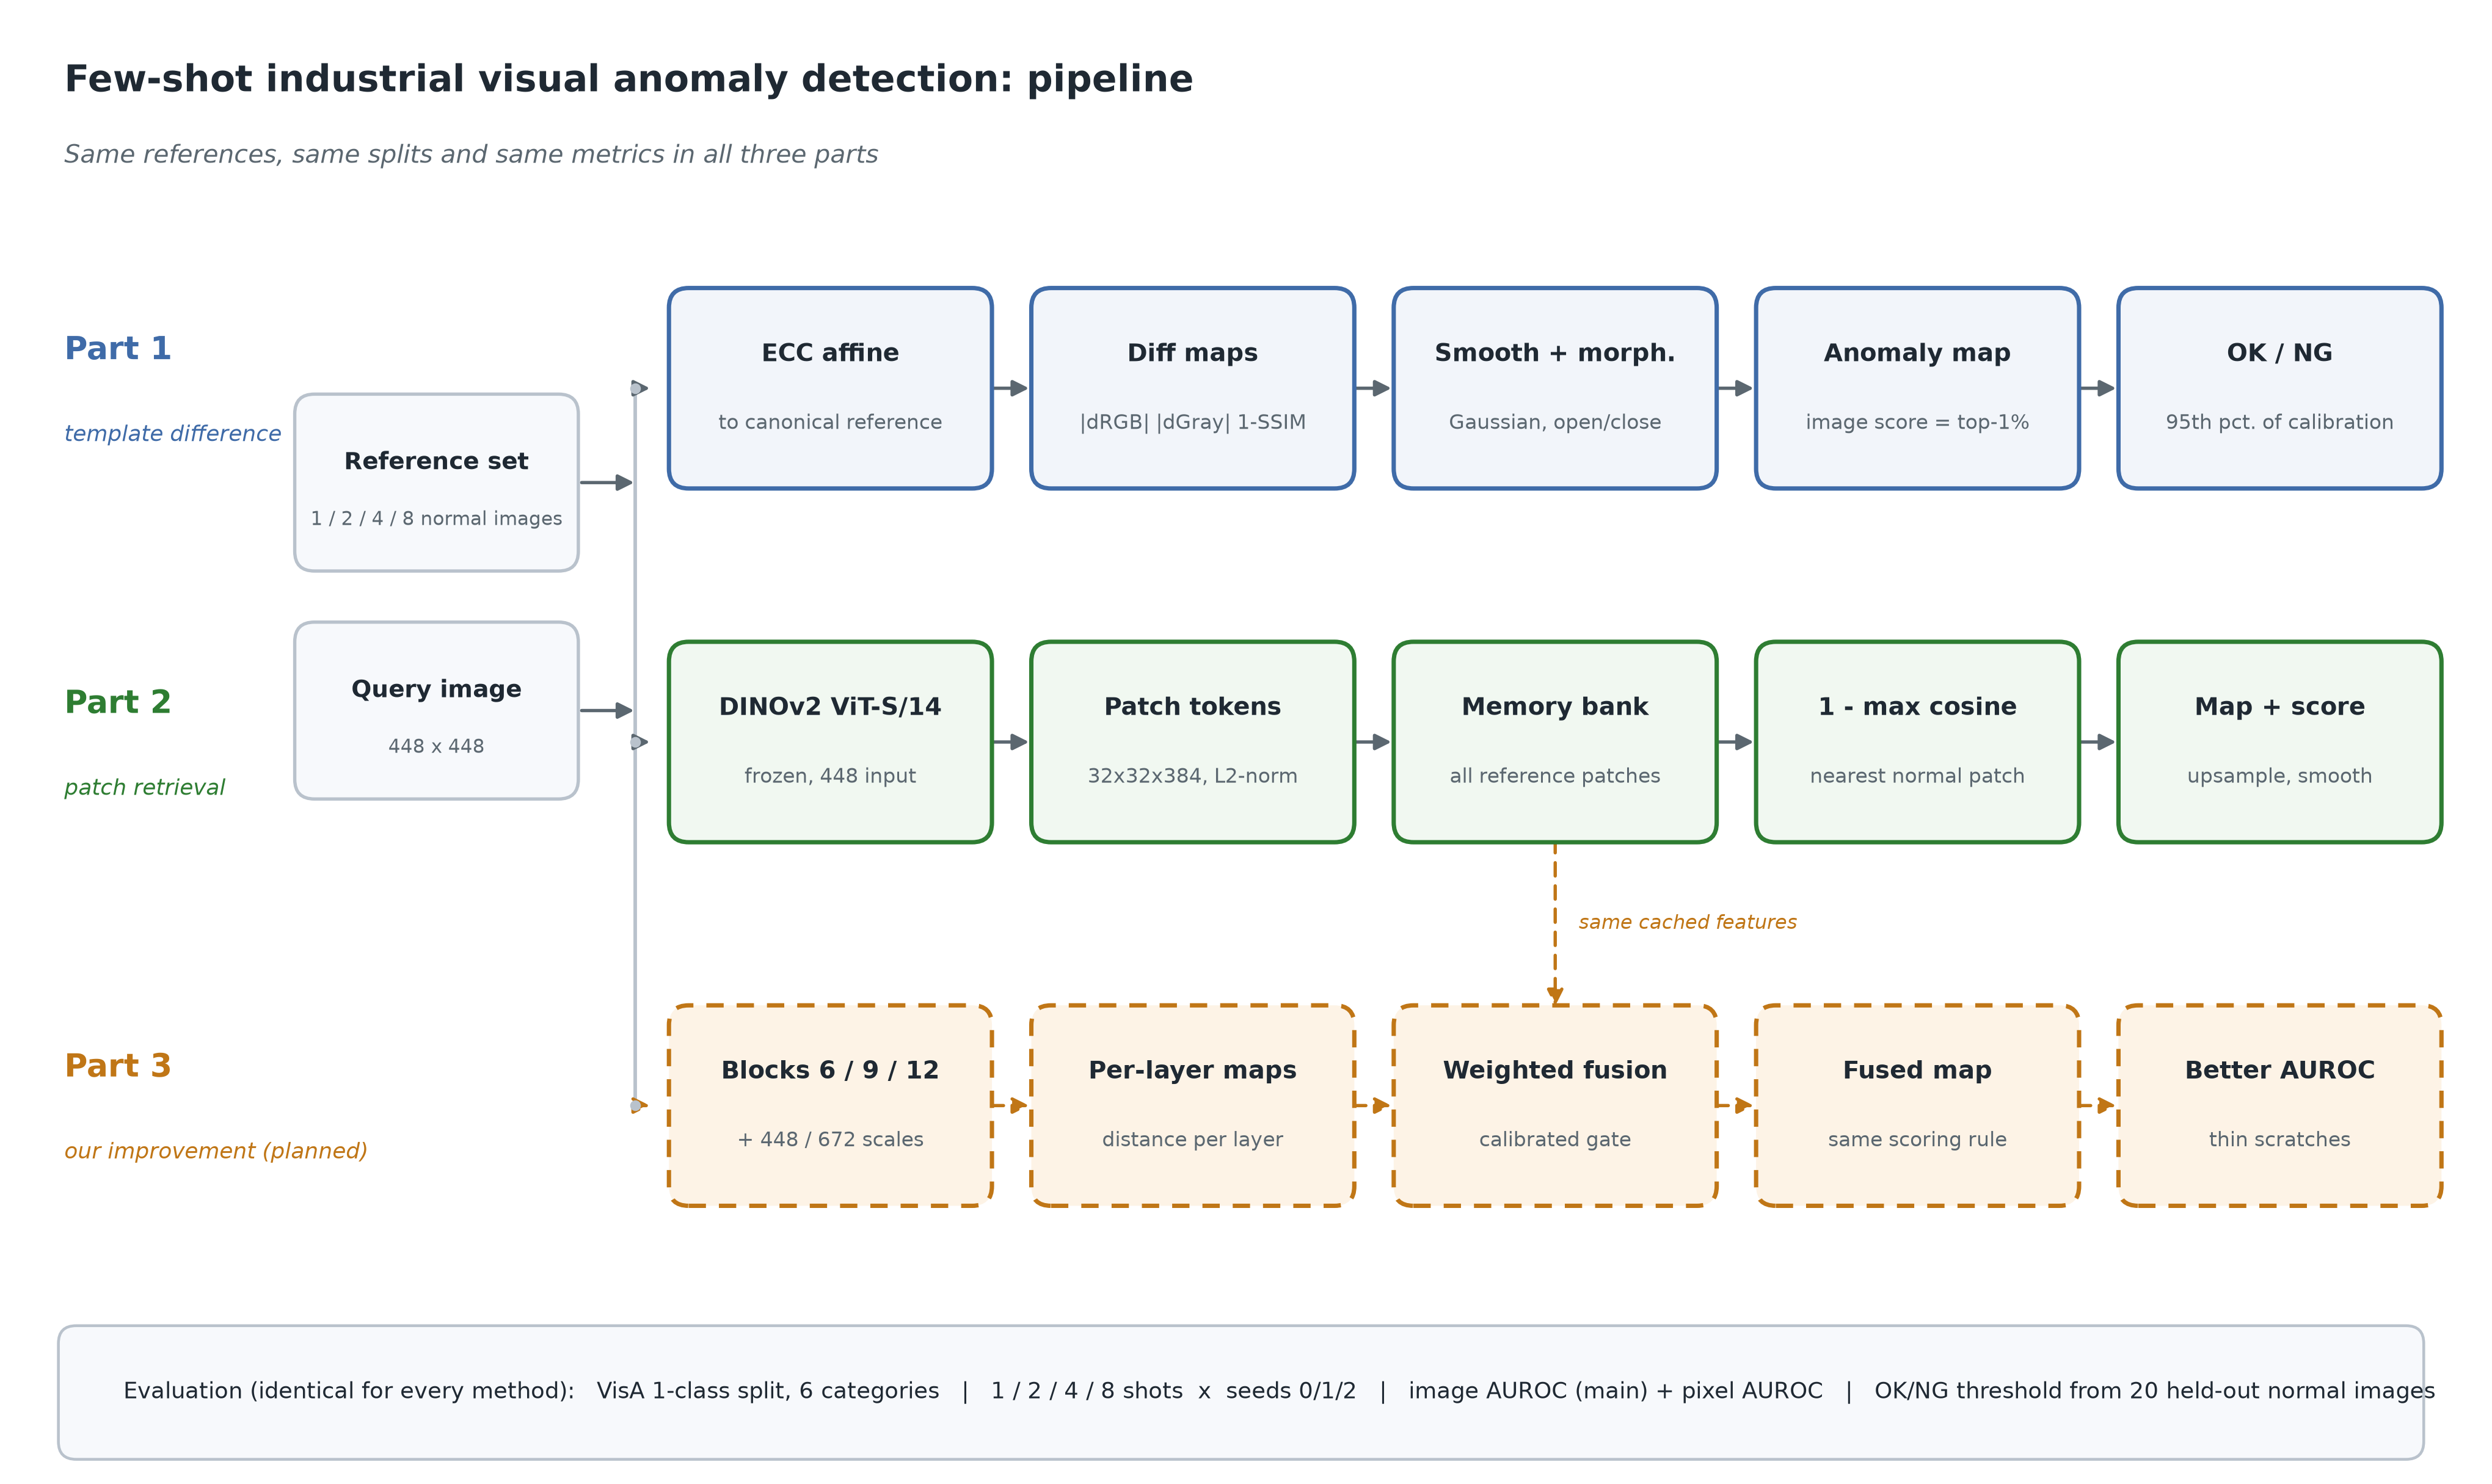 Few-shot industrial visual anomaly detection: pipeline
Same references, same splits and same metrics in all three parts
Part 1
template difference
Reference set
1 / 2 / 4 / 8 normal images
ECC affine
to canonical reference
Diff maps
|dRGB| |dGray| 1-SSIM
Smooth + morph.
Gaussian, open/close
Anomaly map
image score = top-1%
OK / NG
95th pct. of calibration
Part 2
patch retrieval
Query image
448 x 448
DINOv2 ViT-S/14
frozen, 448 input
Patch tokens
32x32x384, L2-norm
Memory bank
all reference patches
1 - max cosine
nearest normal patch
Map + score
upsample, smooth
same cached features
Part 3
our improvement (planned)
Blocks 6 / 9 / 12
+ 448 / 672 scales
Per-layer maps
distance per layer
Weighted fusion
calibrated gate
Fused map
same scoring rule
Better AUROC
thin scratches
Evaluation (identical for every method): VisA 1-class split, 6 categories | 1 / 2 / 4 / 8 shots x seeds 0/1/2 | image AUROC (main) + pixel AUROC | OK/NG threshold from 20 held-out normal images